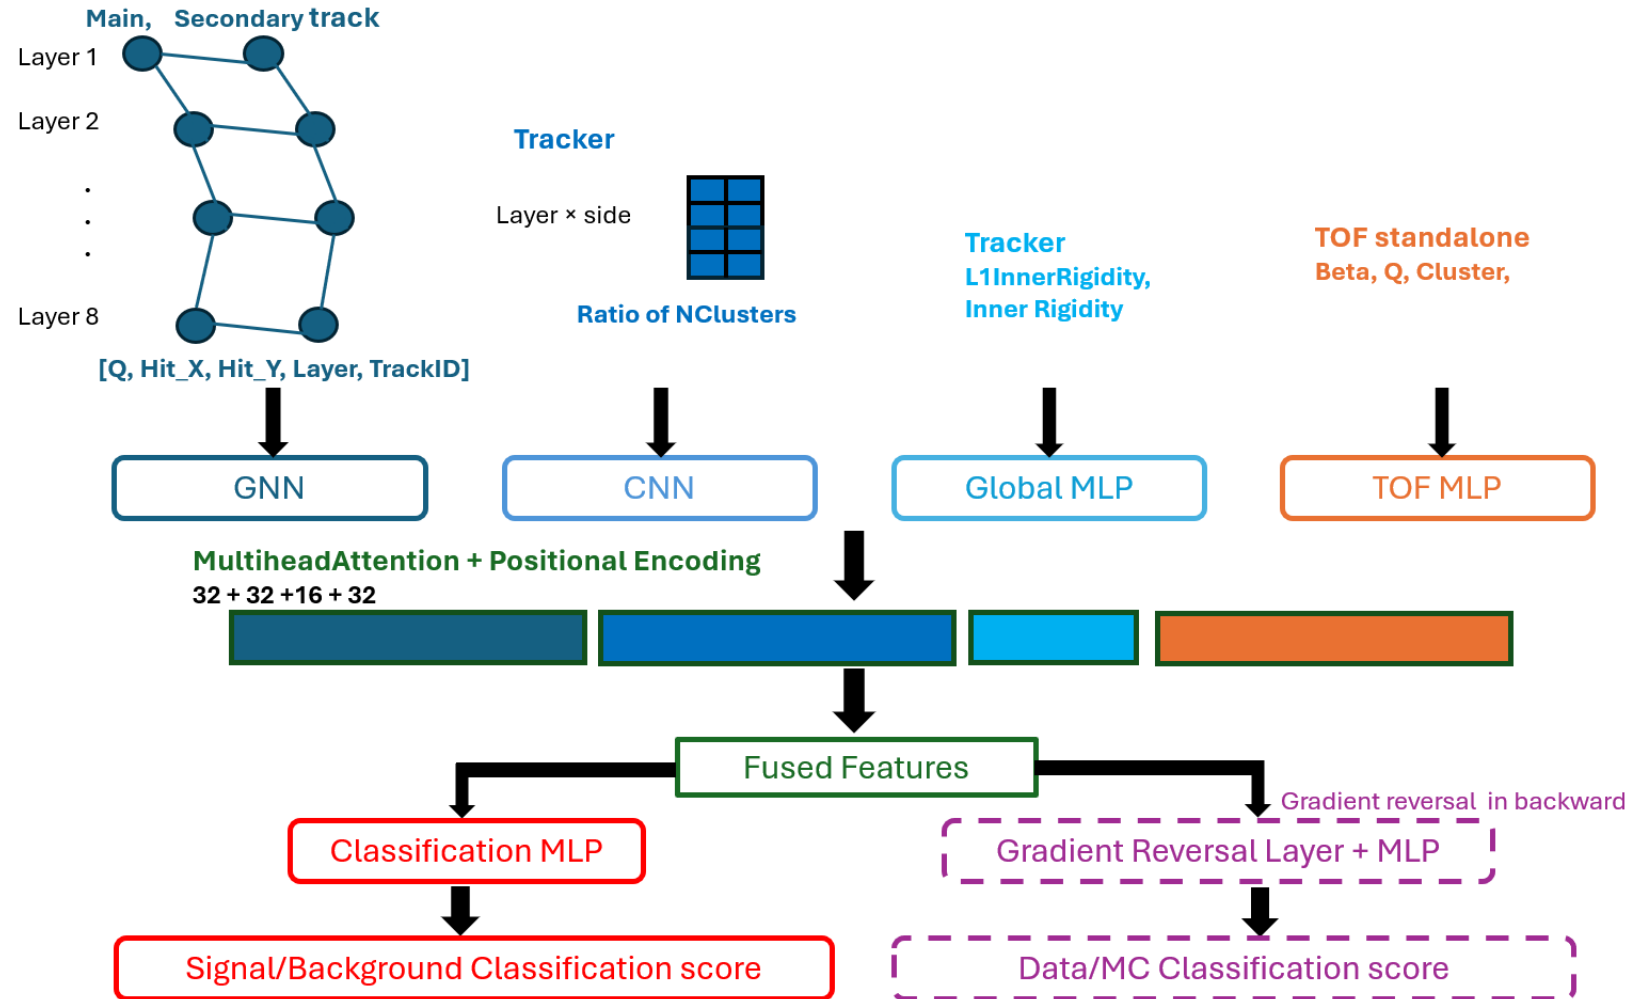 Main, Secondary track
Layer 1
Layer 2
.
.
.
Layer 8
[Q, Hit_X, Hit_Y, Layer, TrackID]
Tracker
Layer × side
Ratio of NClusters
Tracker
L1InnerRigidity,
Inner Rigidity
TOF standalone
Beta, Q, Cluster,
GNN
CNN
Global MLP
TOF MLP
MultiheadAttention + Positional Encoding
32 + 32 +16 + 32
Fused Features
Gradient reversal in backward
Classification MLP
Gradient Reversal Layer + MLP
Signal/Background Classification score
Data/MC Classification score